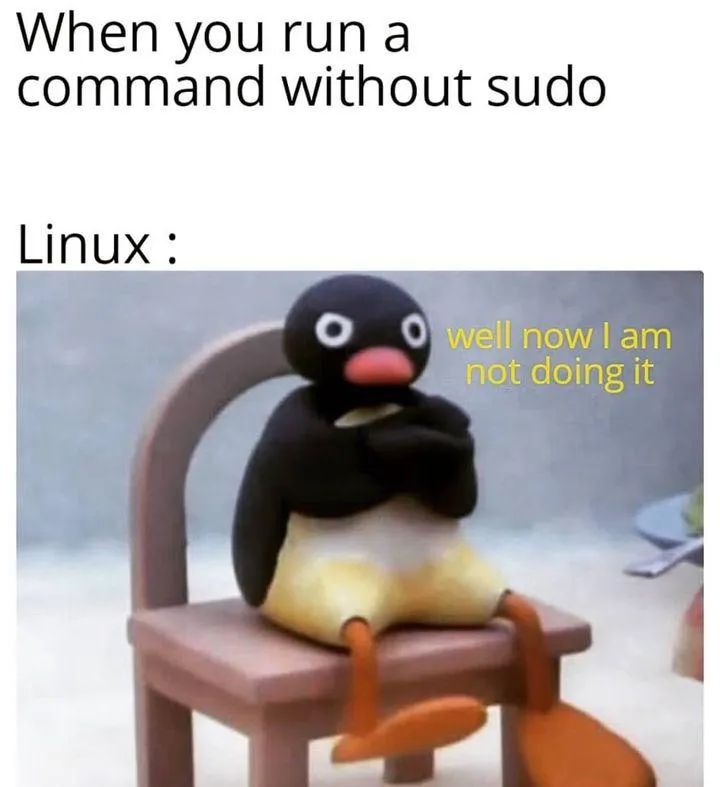 When you run a
command without sudo
Linux :
well now I am
not doing it